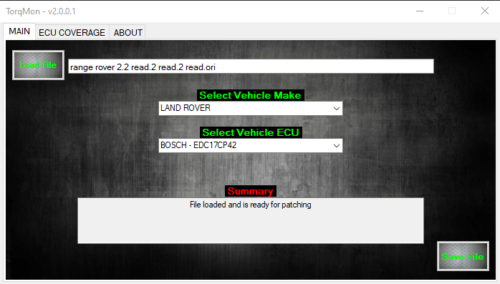 TorqMon - v2.0.0.1
MAIN
ECU COVERAGE
ABOUT
Load File
range rover 2.2 read.2 read.2 read.ori
Select Vehicle Make
LAND ROVER
Select Vehicle ECU
BOSCH - EDC17CP42
Summary
File loaded and is ready for patching
Save File